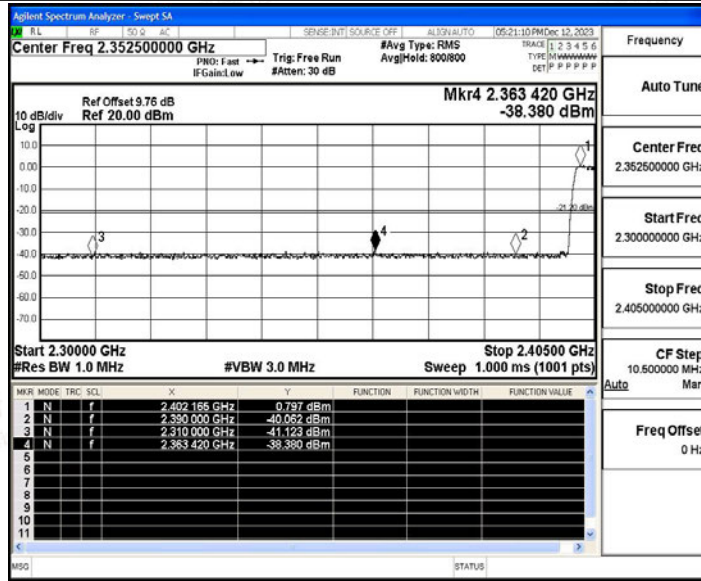 Agilent Spectrum Analyzer - Swept SA
RL RF 50 Ω AC SENSE:INT SOURCE OFF ALIGNAUTO 05:21:10 PM Dec 12, 2023
Center Freq 2.352500000 GHz
PNO: Fast
IFGain:Low
Trig: Free Run
#Atten: 30 dB
#Avg Type: RMS
Avg|Hold: 800/800
TRACE 1 2 3 4 5 6
TYPE M
DET P P P P P P
Mkr4 2.363 420 GHz
-38.380 dBm
Ref Offset 9.76 dB
10 dB/div Ref 20.00 dBm
Log
10.0
0.00
-10.0
-20.0
-30.0
-40.0
-50.0
-60.0
-70.0
1
2
3
4
-21.20 dBm
Start 2.30000 GHz Stop 2.40500 GHz
#Res BW 1.0 MHz #VBW 3.0 MHz Sweep 1.000 ms (1001 pts)
MKR MODE TRC SCL X Y FUNCTION FUNCTION WIDTH FUNCTION VALUE
1 N f 2.402 165 GHz 0.797 dBm
2 N f 2.390 000 GHz -40.062 dBm
3 N f 2.310 000 GHz -41.123 dBm
4 N f 2.363 420 GHz -38.380 dBm
5
6
7
8
9
10
11
MSG STATUS
Frequency
Auto Tune
Center Freq
2.352500000 GHz
Start Freq
2.300000000 GHz
Stop Freq
2.405000000 GHz
CF Step
10.500000 MHz
Auto Man
Freq Offset
0 Hz